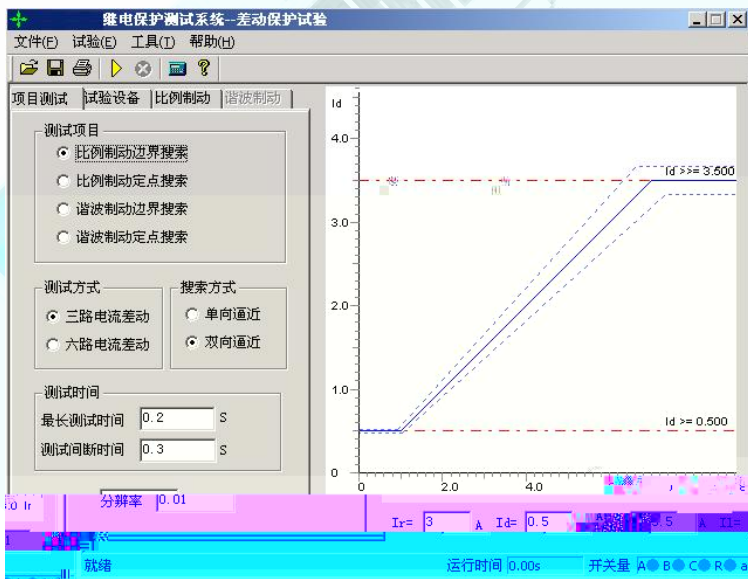 继电保护测试系统--差动保护试验
文件(F) 试验(E) 工具(T) 帮助(H)
项目测试 试验设备 比例制动 谐波制动
测试项目
比例制动边界搜索
比例制动定点搜索
谐波制动边界搜索
谐波制动定点搜索
测试方式
三路电流差动
六路电流差动
搜索方式
单向逼近
双向逼近
测试时间
最长测试时间 0.2 S
测试间断时间 0.3 S
分辨率 0.01
Id
4.0
3.0
2.0
1.0
0
Id >>= 3.500
Id >= 0.500
0 2.0 4.0
.0 Ir
Ir= 3 A Id= 0.5 .5 A I1=
就绪 运行时间 0.00s 开关量 A B C R a